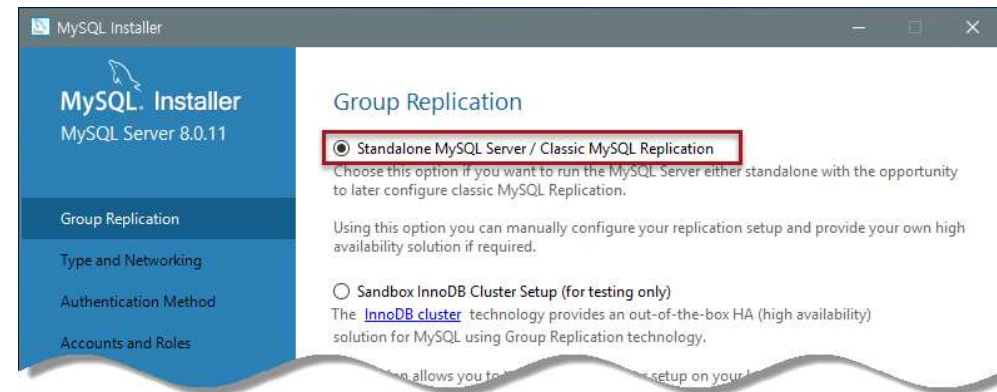 MySQL Installer
MySQL. Installer
MySQL Server 8.0.11
Group Replication
Type and Networking
Authentication Method
Accounts and Roles
Group Replication
Standalone MySQL Server / Classic MySQL Replication
Choose this option if you want to run the MySQL Server either standalone with the opportunity
to later configure classic MySQL Replication.
Using this option you can manually configure your replication setup and provide your own high
availability solution if required.
Sandbox InnoDB Cluster Setup (for testing only)
The InnoDB cluster technology provides an out-of-the-box HA (high availability)
solution for MySQL using Group Replication technology.
allows you to
setup on your